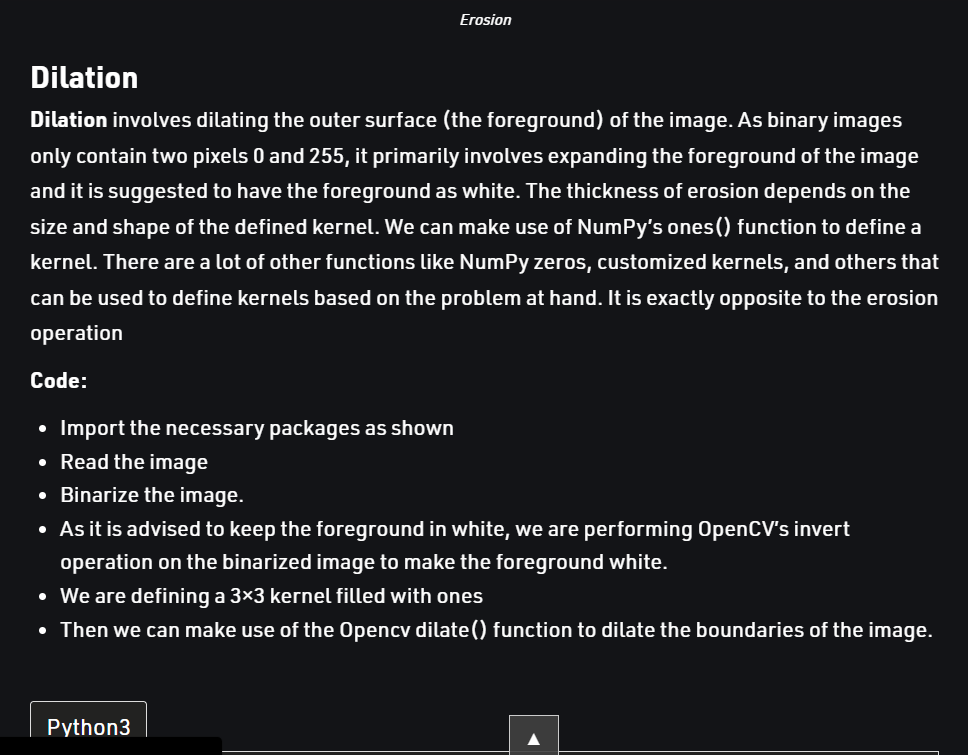 Erosion
Dilation
Dilation involves dilating the outer surface (the foreground) of the image. As binary images
only contain two pixels 0 and 255, it primarily involves expanding the foreground of the image
and it is suggested to have the foreground as white. The thickness of erosion depends on the
size and shape of the defined kernel. We can make use of NumPy’s ones() function to define a
kernel. There are a lot of other functions like NumPy zeros, customized kernels, and others that
can be used to define kernels based on the problem at hand. It is exactly opposite to the erosion
operation
Code:
• Import the necessary packages as shown
• Read the image
• Binarize the image.
• As it is advised to keep the foreground in white, we are performing OpenCV’s invert
operation on the binarized image to make the foreground white.
• We are defining a 3×3 kernel filled with ones
• Then we can make use of the Opencv dilate() function to dilate the boundaries of the image.
Python3